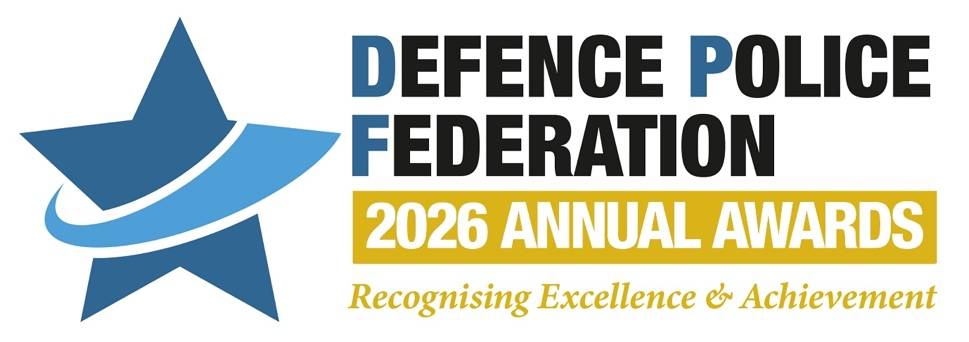 DEFENCE POLICE
FEDERATION
2026 ANNUAL AWARDS
Recognising Excellence & Achievement